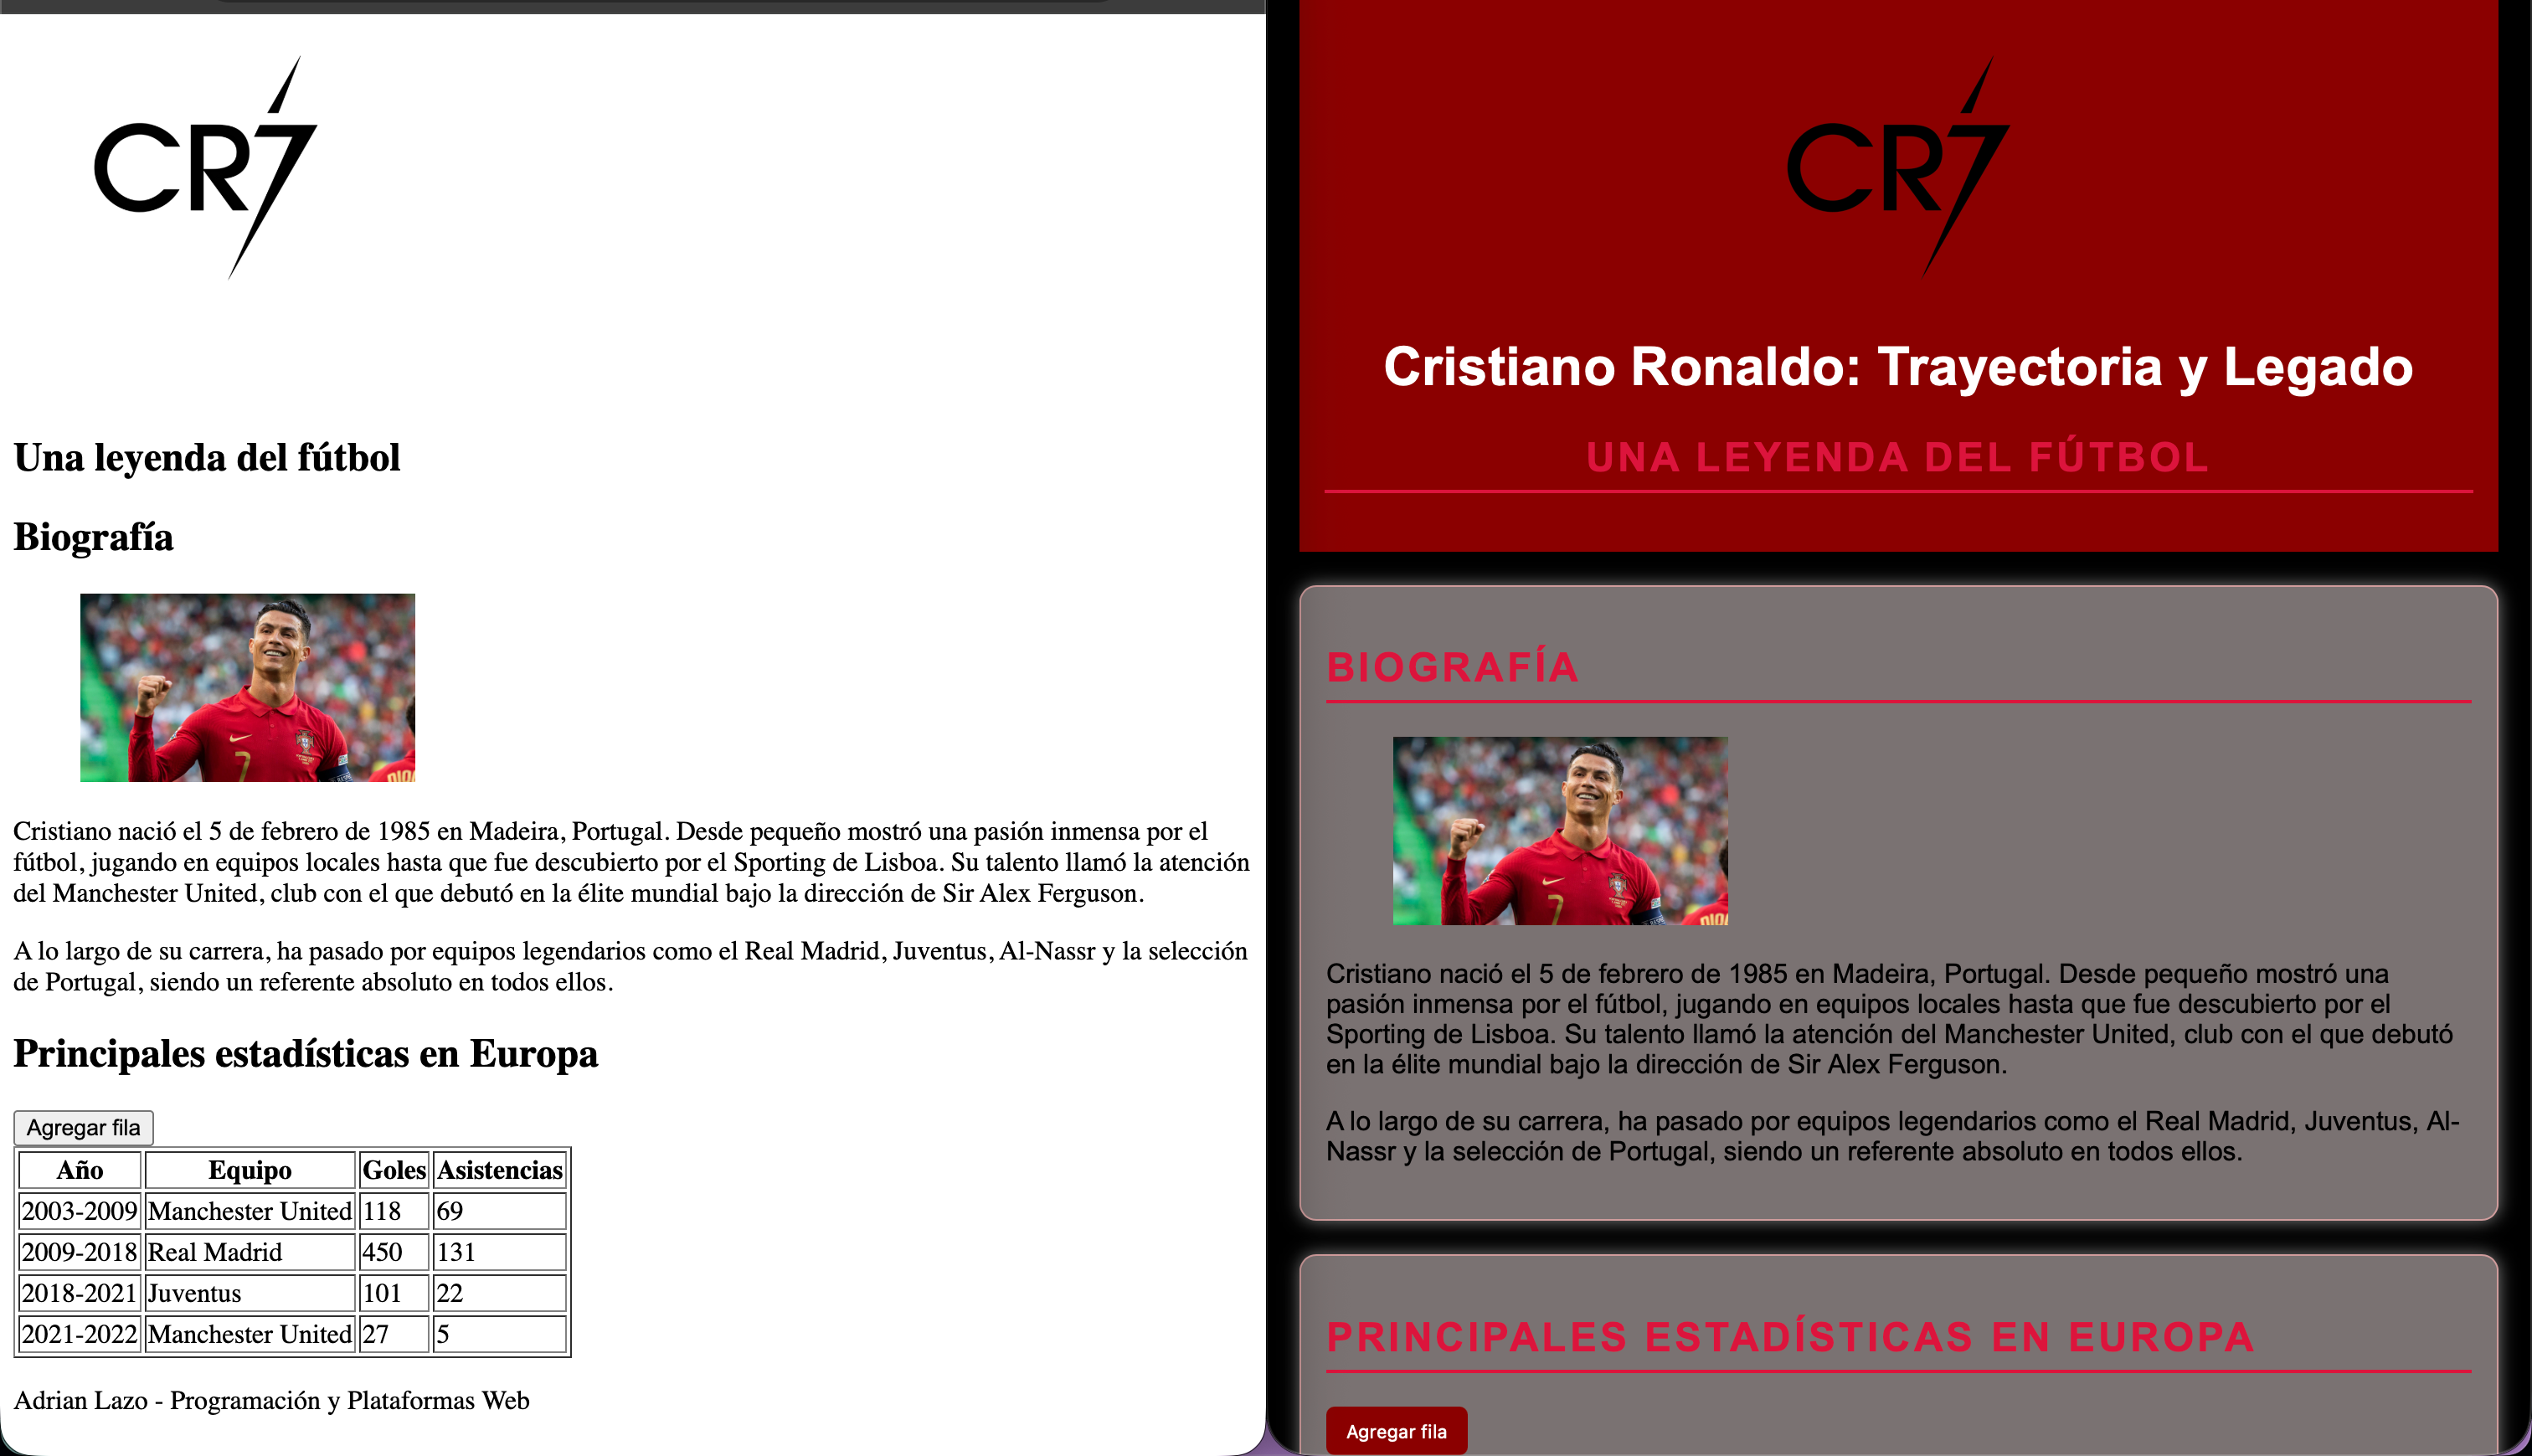 CR7
Una leyenda del fútbol
Biografía
7
Cristiano nació el 5 de febrero de 1985 en Madeira, Portugal. Desde pequeño mostró una pasión inmensa por el
fútbol, jugando en equipos locales hasta que fue descubierto por el Sporting de Lisboa. Su talento llamó la atención
del Manchester United, club con el que debutó en la élite mundial bajo la dirección de Sir Alex Ferguson.
A lo largo de su carrera, ha pasado por equipos legendarios como el Real Madrid, Juventus, Al-Nassr y la selección
de Portugal, siendo un referente absoluto en todos ellos.
Principales estadísticas en Europa
Agregar fila
Año Equipo Goles Asistencias
2003-2009 Manchester United 118 69
2009-2018 Real Madrid 450 131
2018-2021 Juventus 101 22
2021-2022 Manchester United 27 5
Adrian Lazo - Programación y Plataformas Web
CR7
Cristiano Ronaldo: Trayectoria y Legado
UNA LEYENDA DEL FÚTBOL
BIOGRAFÍA
7
Cristiano nació el 5 de febrero de 1985 en Madeira, Portugal. Desde pequeño mostró una
pasión inmensa por el fútbol, jugando en equipos locales hasta que fue descubierto por el
Sporting de Lisboa. Su talento llamó la atención del Manchester United, club con el que debutó
en la élite mundial bajo la dirección de Sir Alex Ferguson.
A lo largo de su carrera, ha pasado por equipos legendarios como el Real Madrid, Juventus, Al-
Nassr y la selección de Portugal, siendo un referente absoluto en todos ellos.
PRINCIPALES ESTADÍSTICAS EN EUROPA
Agregar fila